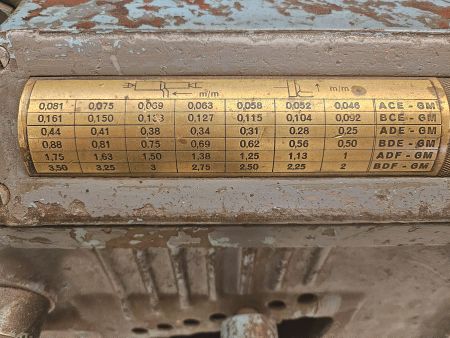 m/m m/m
0,081 0,075 0,069 0,063 0,058 0,052 0,046 ACE - GM
0,161 0,150 0,138 0,127 0,115 0,104 0,092 BCE - GM
0,44 0,41 0,38 0,34 0,31 0,28 0,25 ADE - GM
0,88 0,81 0,75 0,69 0,62 0,56 0,50 BDE - GM
1,75 1,63 1,50 1,38 1,25 1,13 1 ADF - GM
3,50 3,25 3 2,75 2,50 2,25 2 BDF - GM